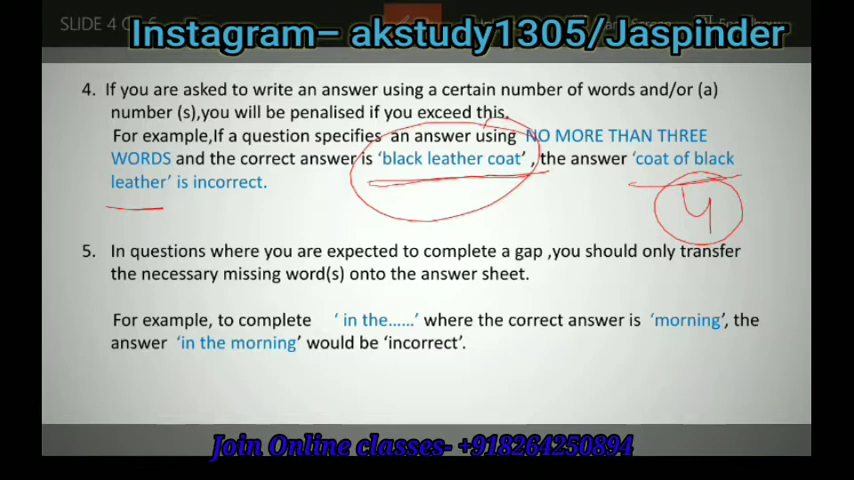 SLIDE 4
Instagram– akstudy1305/Jaspinder
4. If you are asked to write an answer using a certain number of words and/or (a)
number (s),you will be penalised if you exceed this.
For example,If a question specifies an answer using NO MORE THAN THREE
WORDS and the correct answer is ‘black leather coat’ , the answer ‘coat of black
leather’ is incorrect.
4
5. In questions where you are expected to complete a gap ,you should only transfer
the necessary missing word(s) onto the answer sheet.
For example, to complete ‘ in the......’ where the correct answer is ‘morning’, the
answer ‘in the morning’ would be ‘incorrect’.
Join Online classes- +918264250894